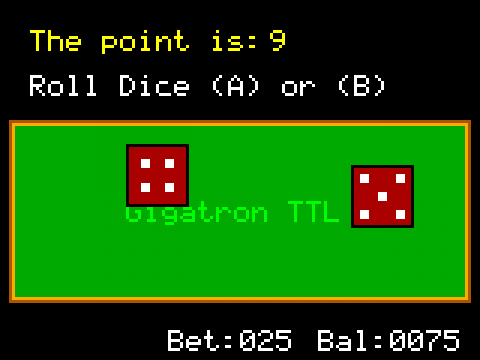 The point is: 9
Roll Dice (A) or (B)
Gigatron TTL
Bet:025 Bal:0075